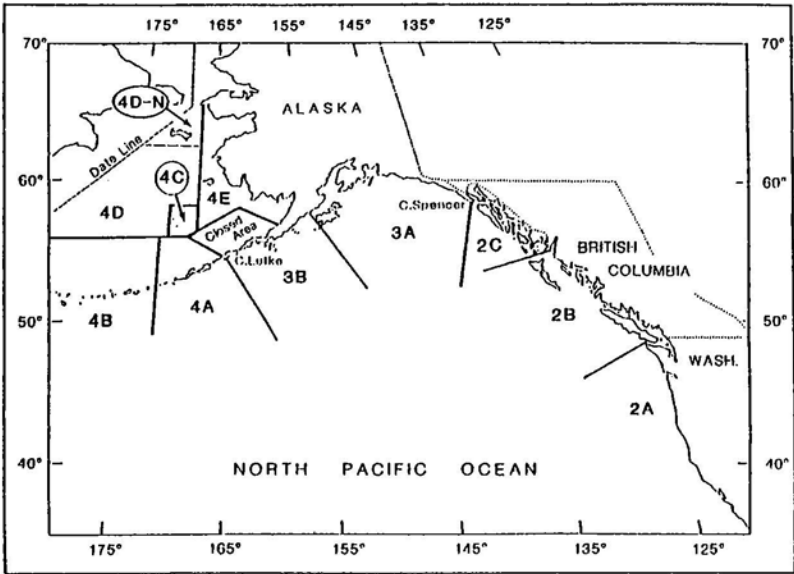 175° 165° 155° 145° 135° 125°
70° 70°
4D-N
ALASKA
Date Line
4C
60° 4E 60°
4D
C.Spencer
Closed Area
3A
2C
BRITISH
COLUMBIA
C.Lutke
3B
4B 4A
2B
50° 50°
WASH.
2A
40° 40°
NORTH PACIFIC OCEAN
175° 165° 155° 145° 135° 125°